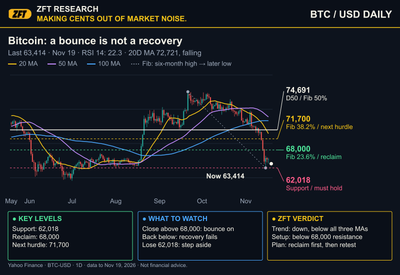 ZFT
ZFT RESEARCH
MAKING CENTS OUT OF MARKET NOISE.
BTC / USD DAILY
Bitcoin: a bounce is not a recovery
Last 63,414 · Nov 19 · RSI 14: 22.3 · 20D MA 72,721, falling
20 MA
50 MA
100 MA
Fib: six-month high → later low
74,691
D50 / Fib 50%
71,700
Fib 38.2% / next hurdle
68,000
Fib 23.6% / reclaim
62,018
Support / must hold
Now 63,414
May Jun Jul Aug Sep Oct Nov
KEY LEVELS
Support: 62,018
Reclaim: 68,000
Next hurdle: 71,700
WHAT TO WATCH
Close above 68,000: bounce on
Back below: recovery fails
Lose 62,018: step aside
ZFT VERDICT
Trend: down, below all three MAs
Setup: below 68,000 resistance
Plan: reclaim first, then retest
Yahoo Finance · BTC-USD · 1D · data to Nov 19, 2026 · Not financial advice.